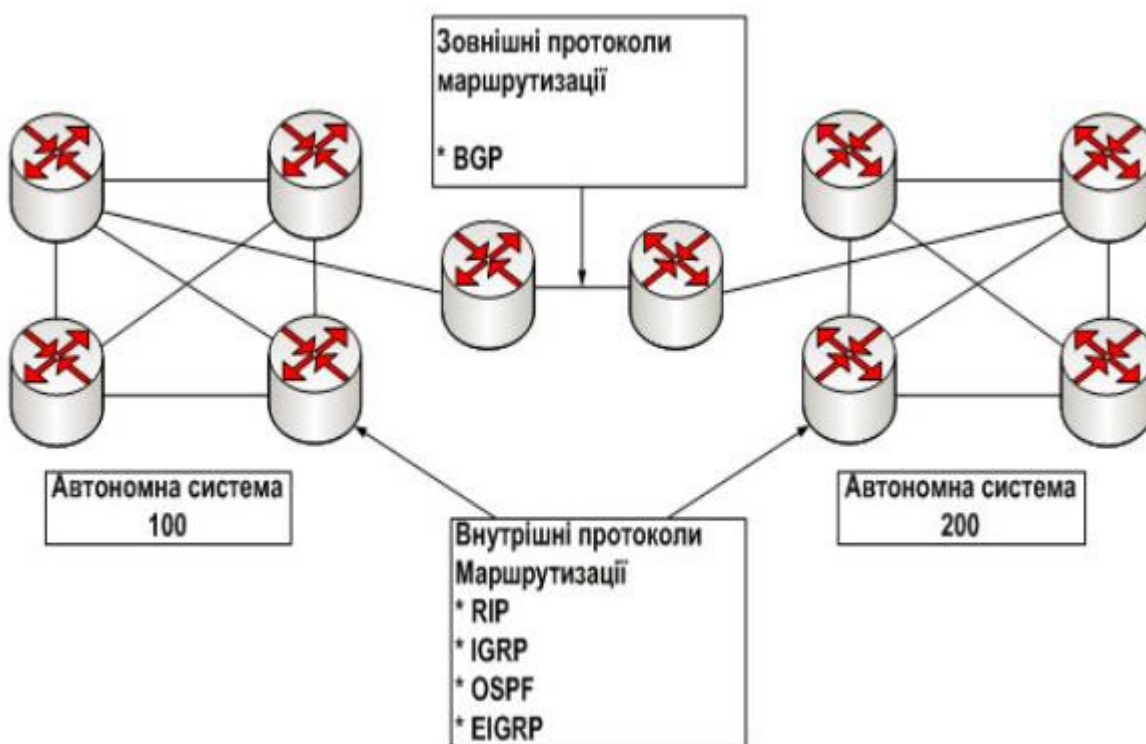 Зовнішні протоколи
маршрутизації
* BGP
Автономна система
100
Автономна система
200
Внутрішні протоколи
Маршрутизації
* RIP
* IGRP
* OSPF
* EIGRP